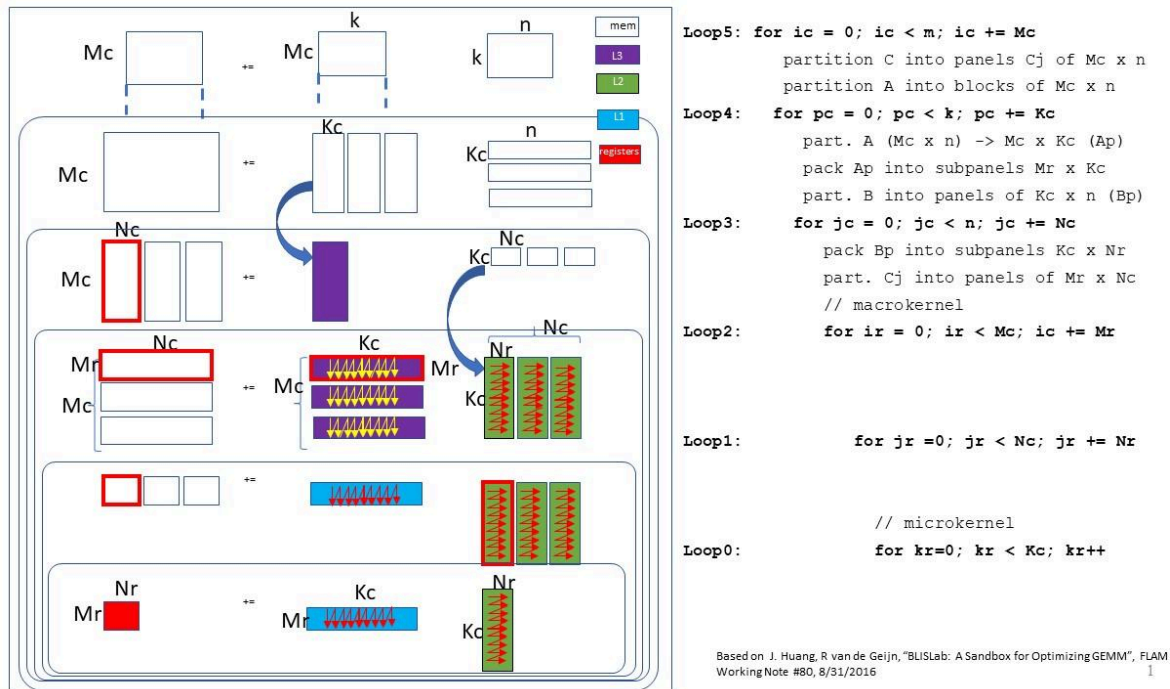 k
n
mem
Mc
Mc
k
+=
L3
L2
L1
Kc
n
registers
Kc
Mc
+=
Nc
Nc
Kc
Mc
+=
Nc
Nc
Kc
Nr
Mr
Mr
+=
Mc
Mc
Kc
+=
Nr
Nr
Kc
+=
Mr
Mr
Kc
Loop5: for ic = 0; ic < m; ic += Mc
partition C into panels Cj of Mc x n
partition A into blocks of Mc x n
Loop4: for pc = 0; pc < k; pc += Kc
part. A (Mc x n) -> Mc x Kc (Ap)
pack Ap into subpanels Mr x Kc
part. B into panels of Kc x n (Bp)
Loop3: for jc = 0; jc < n; jc += Nc
pack Bp into subpanels Kc x Nr
part. Cj into panels of Mr x Nc
// macrokernel
Loop2: for ir = 0; ir < Mc; ic += Mr
Loop1: for jr =0; jr < Nc; jr += Nr
// microkernel
Loop0: for kr=0; kr < Kc; kr++
Based on J. Huang, R van de Geijn, “BLISLab: A Sandbox for Optimizing GEMM”, FLAM
Working Note #80, 8/31/2016
1